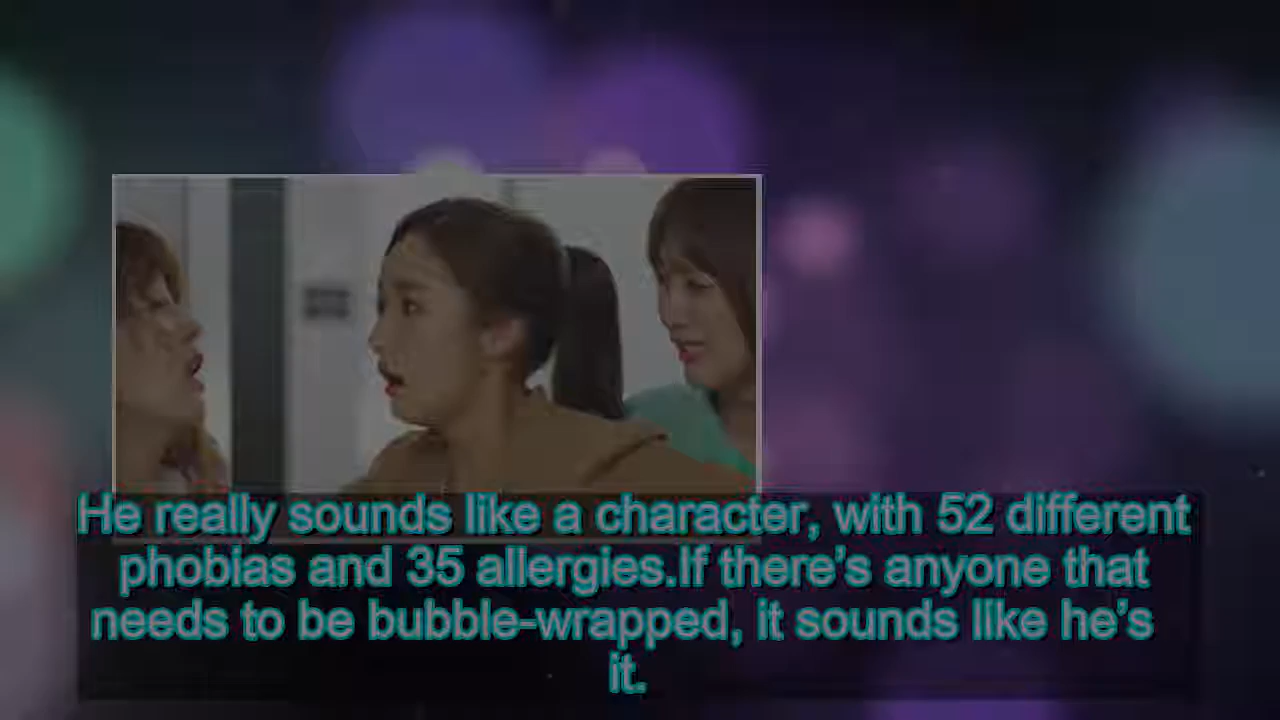 He really sounds like a character, with 52 different
phobias and 35 allergies.If there’s anyone that
needs to be bubble-wrapped, it sounds like he’s
it.